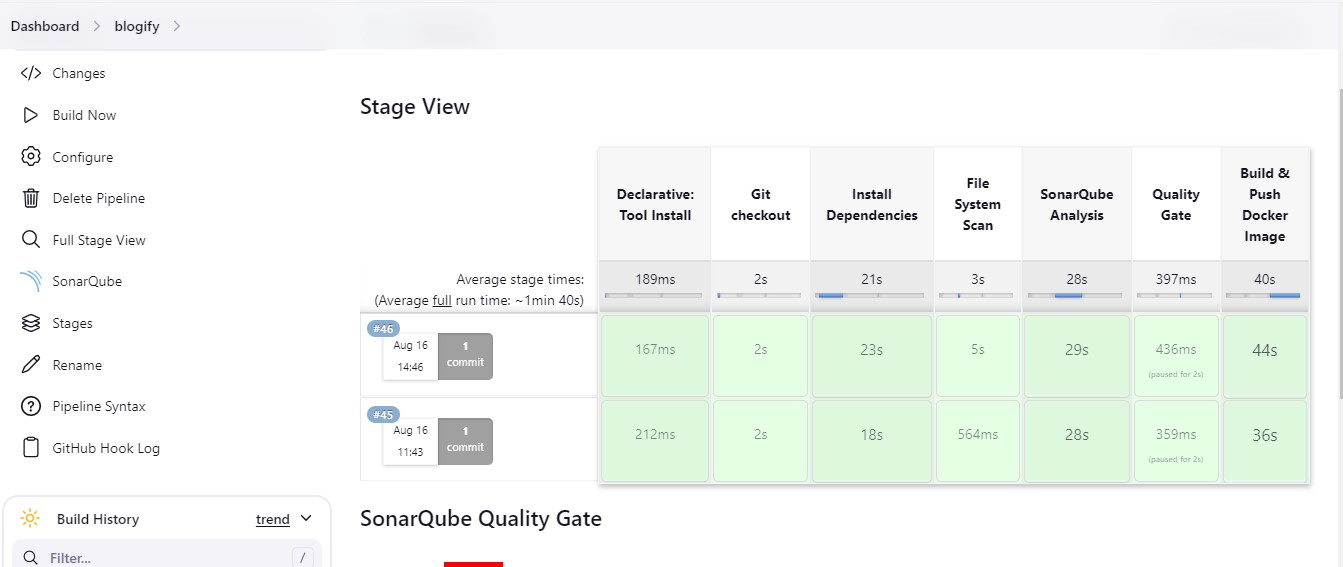 Dashboard
blogify
Changes
Build Now
Configure
Delete Pipeline
Full Stage View
SonarQube
Stages
Rename
Pipeline Syntax
GitHub Hook Log
Build History
trend
Filter...
/
Stage View
Declarative:
Tool Install
Git
checkout
Install
Dependencies
File
System
Scan
SonarQube
Analysis
Quality
Gate
Build &
Push
Docker
Image
Average stage times:
(Average full run time: ~1min 40s)
189ms
2s
21s
3s
28s
397ms
40s
#46
Aug 16
14:46
1
commit
167ms
2s
23s
5s
29s
436ms
(paused for 2s)
44s
#45
Aug 16
11:43
1
commit
212ms
2s
18s
564ms
28s
359ms
(paused for 2s)
36s
SonarQube Quality Gate